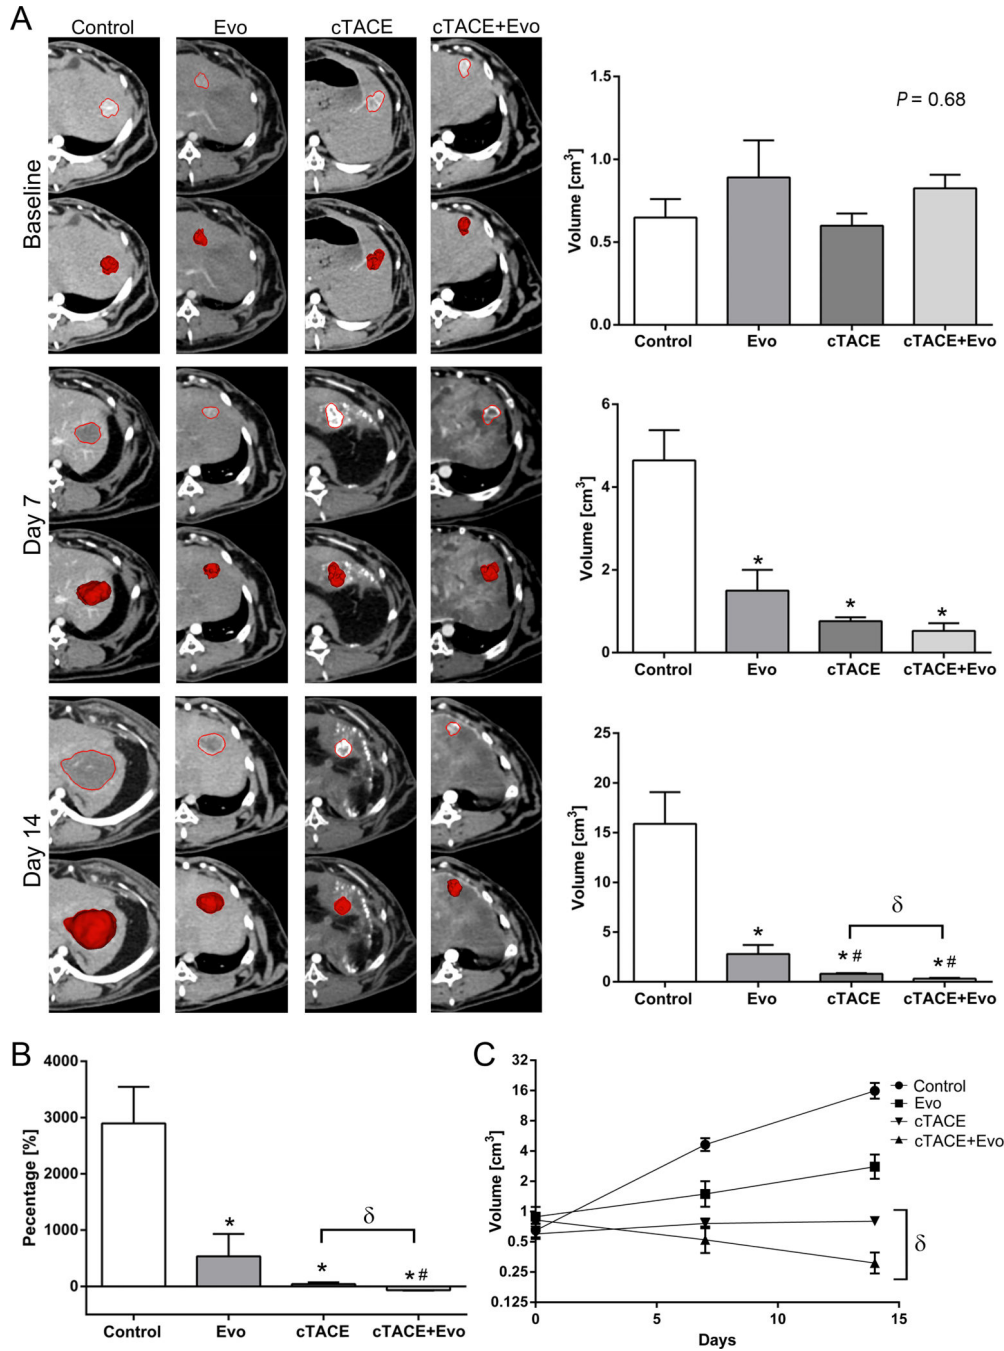 A
Control Evo cTACE cTACE+Evo
Baseline
Day 7
Day 14
1.5
1.0
0.5
0.0
Volume [cm³]
P = 0.68
Control Evo cTACE cTACE+Evo
6
4
2
0
Volume [cm³]
* * *
Control Evo cTACE cTACE+Evo
25
20
15
10
5
0
Volume [cm³]
δ
* *# *#
Control Evo cTACE cTACE+Evo
B
4000
3000
2000
1000
0
Pecentage [%]
δ
* * *#
Control Evo cTACE cTACE+Evo
C
32
16
8
4
2
1
0.5
0.25
0.125
Volume [cm³]
Control
Evo
cTACE
cTACE+Evo
δ
0 5 10 15
Days